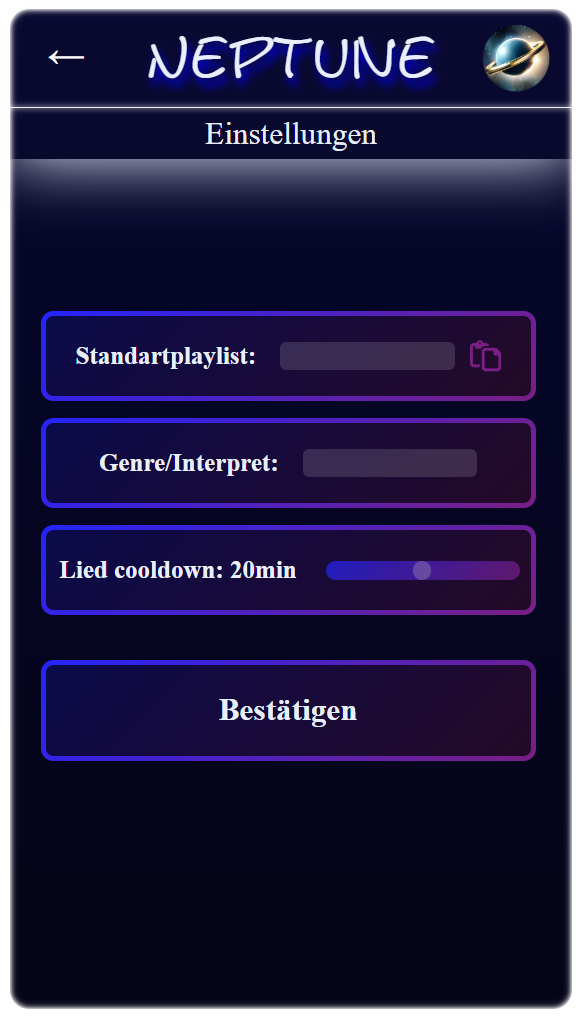 ← NEPTUNE
Einstellungen
Standartplaylist:
Genre/Interpret:
Lied cooldown: 20min
Bestätigen